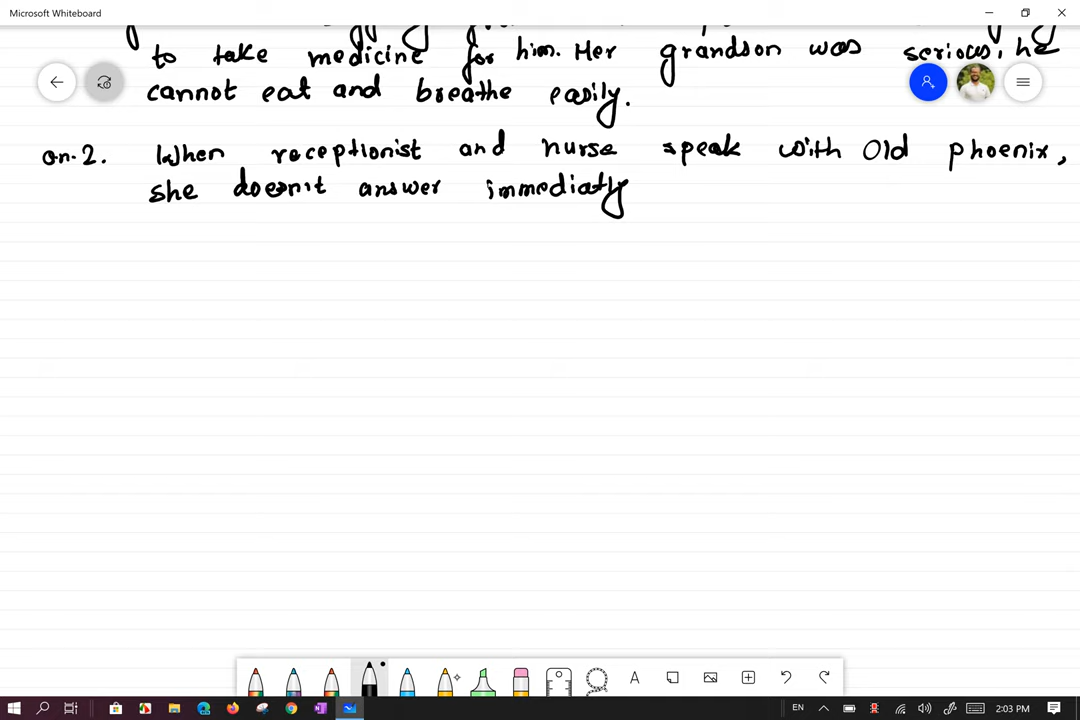 Microsoft Whiteboard
to take medicine for him. Her grandson was serious, he
cannot eat and breathe easily.
an. 2. When receptionist and nurse speak with Old phoenix,
she doesn't answer immediatly
A
EN
2:03 PM